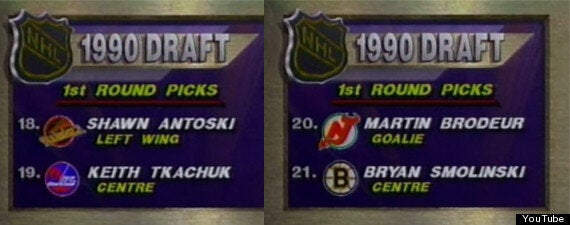 NHL
1990 DRAFT
1st ROUND PICKS
18. SHAWN ANTOSKI
LEFT WING
19. KEITH TKACHUK
CENTRE
NHL
1990 DRAFT
1st ROUND PICKS
20. MARTIN BRODEUR
GOALIE
21. B BRYAN SMOLINSKI
CENTRE
YouTube